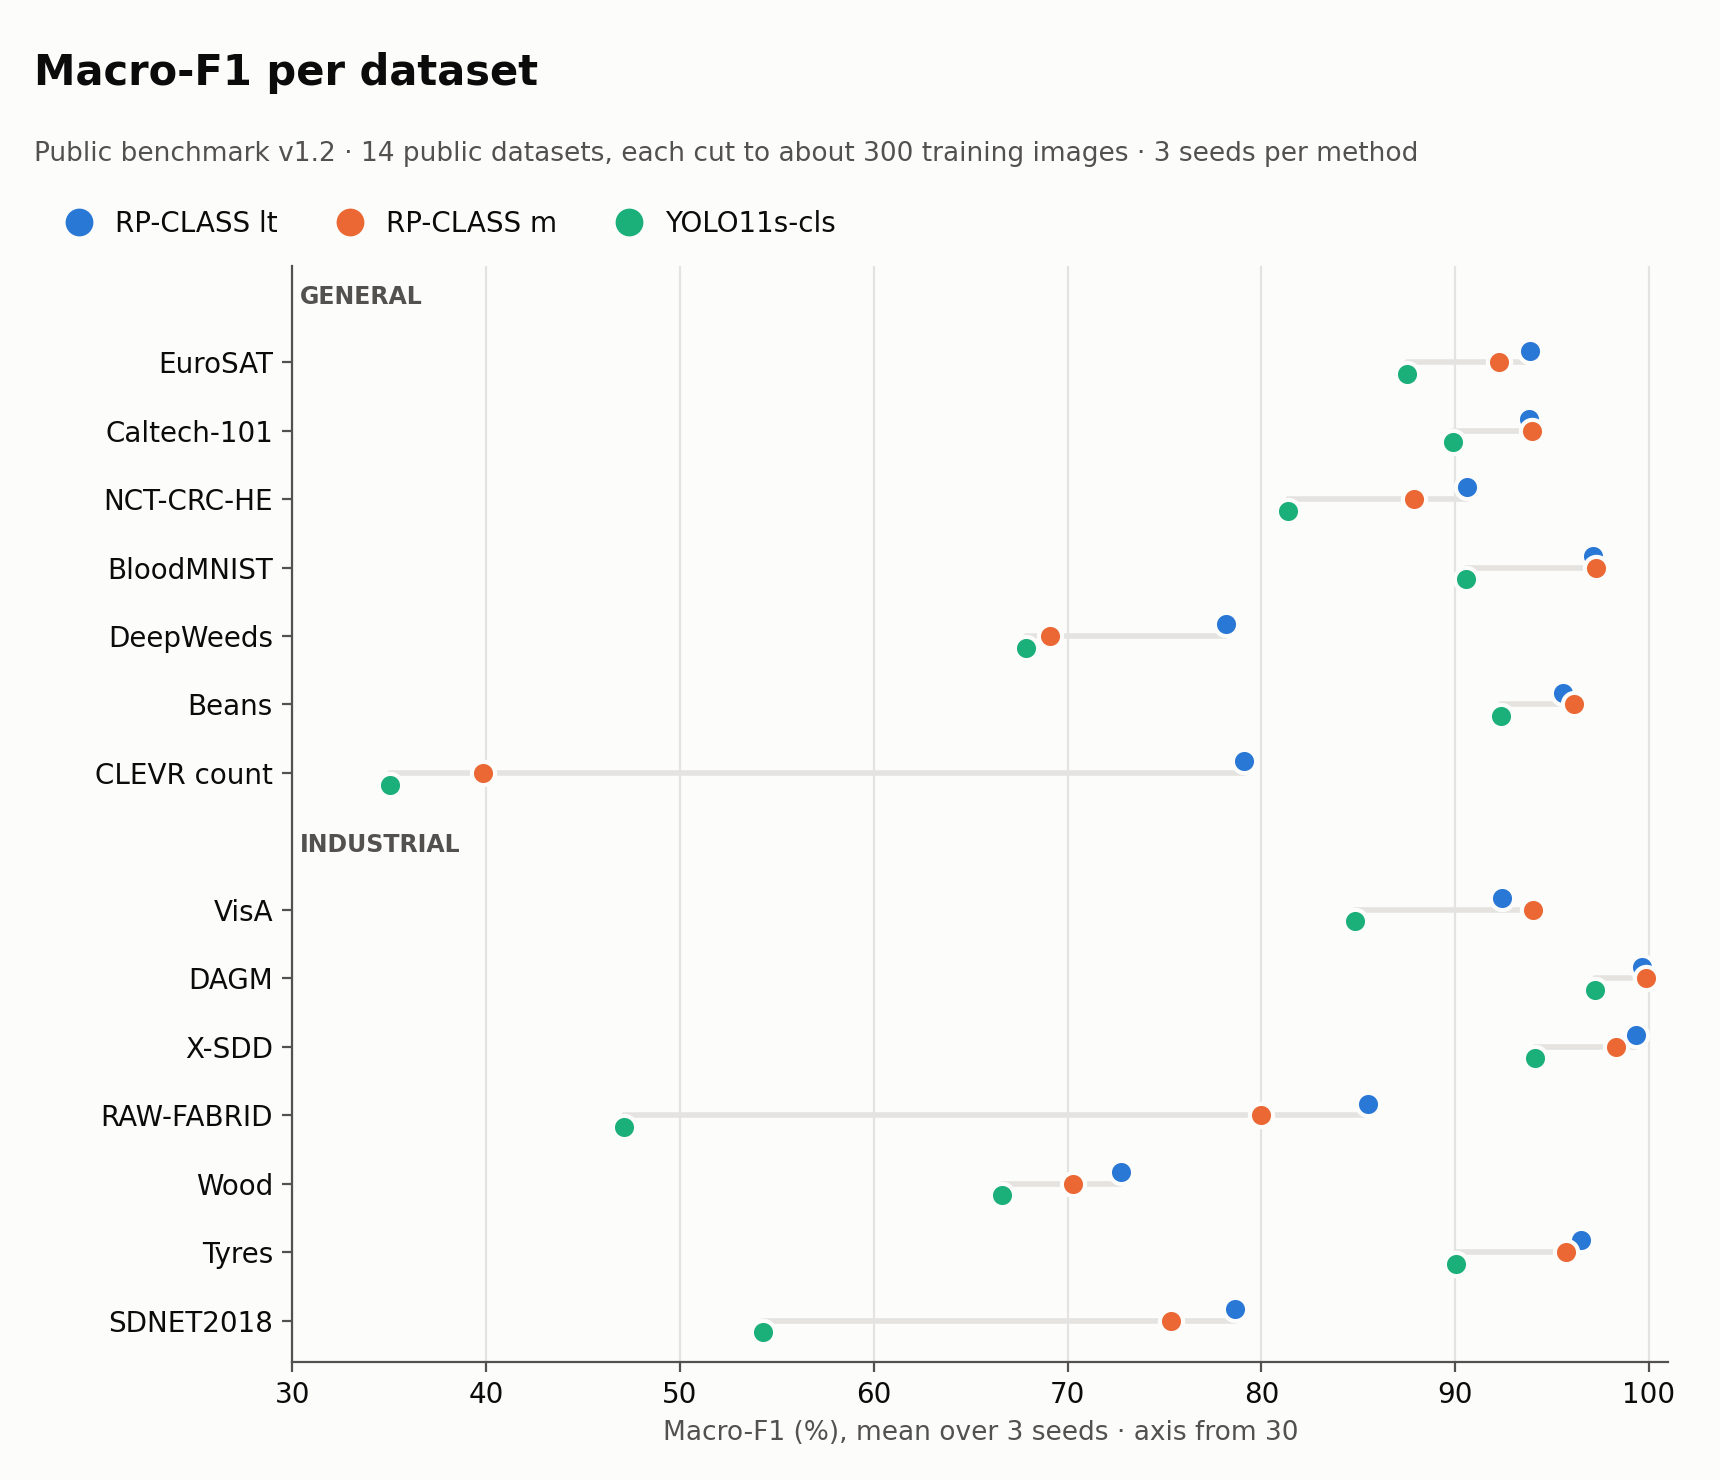 Macro-F1 per dataset
Public benchmark v1.2 · 14 public datasets, each cut to about 300 training images · 3 seeds per method
RP-CLASS lt RP-CLASS m YOLO11s-cls
GENERAL
EuroSAT
Caltech-101
NCT-CRC-HE
BloodMNIST
DeepWeeds
Beans
CLEVR count
INDUSTRIAL
VisA
DAGM
X-SDD
RAW-FABRID
Wood
Tyres
SDNET2018
30 40 50 60 70 80 90 100
Macro-F1 (%), mean over 3 seeds · axis from 30